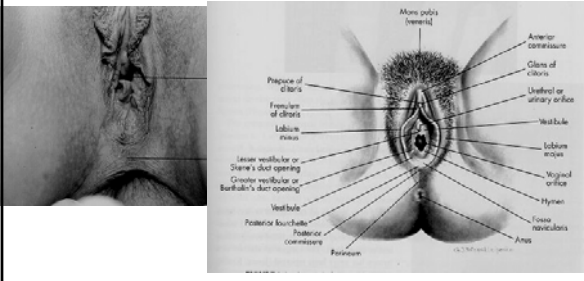 Mons pubis
(veneris)
Anterior
commissure
Glans of
clitoris
Urethral or
urinary orifice
Vestibule
Labium
majus
Vaginal
orifice
Hymen
Fossa
navicularis
Anus
Prepuce of
clitoris
Frenulum
of clitoris
Labium
minus
Lesser vestibular or
Skene's duct opening
Greater vestibular or
Bartholin's duct opening
Vestibule
Posterior fourchette
Posterior
commissure
Perineum